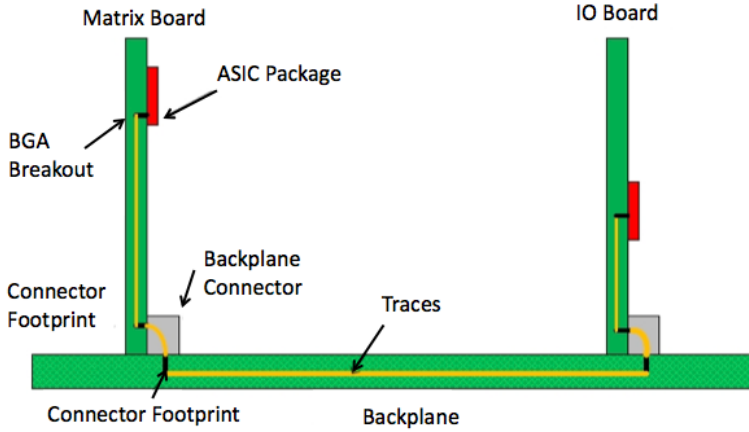 Matrix Board
IO Board
ASIC Package
BGA
Breakout
Backplane
Connector
Connector
Footprint
Traces
Connector Footprint
Backplane